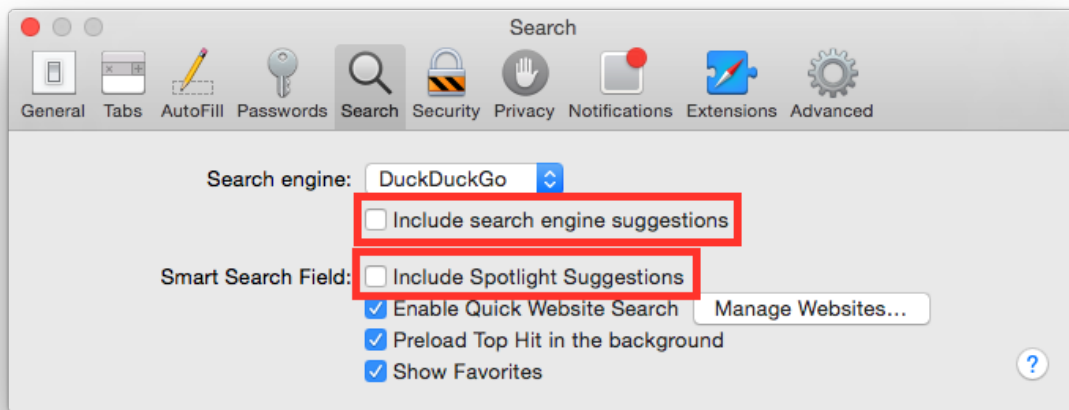 Search
General Tabs AutoFill Passwords Search Security Privacy Notifications Extensions Advanced
Search engine: DuckDuckGo
Include search engine suggestions
Smart Search Field: Include Spotlight Suggestions
Enable Quick Website Search Manage Websites...
Preload Top Hit in the background
Show Favorites
?